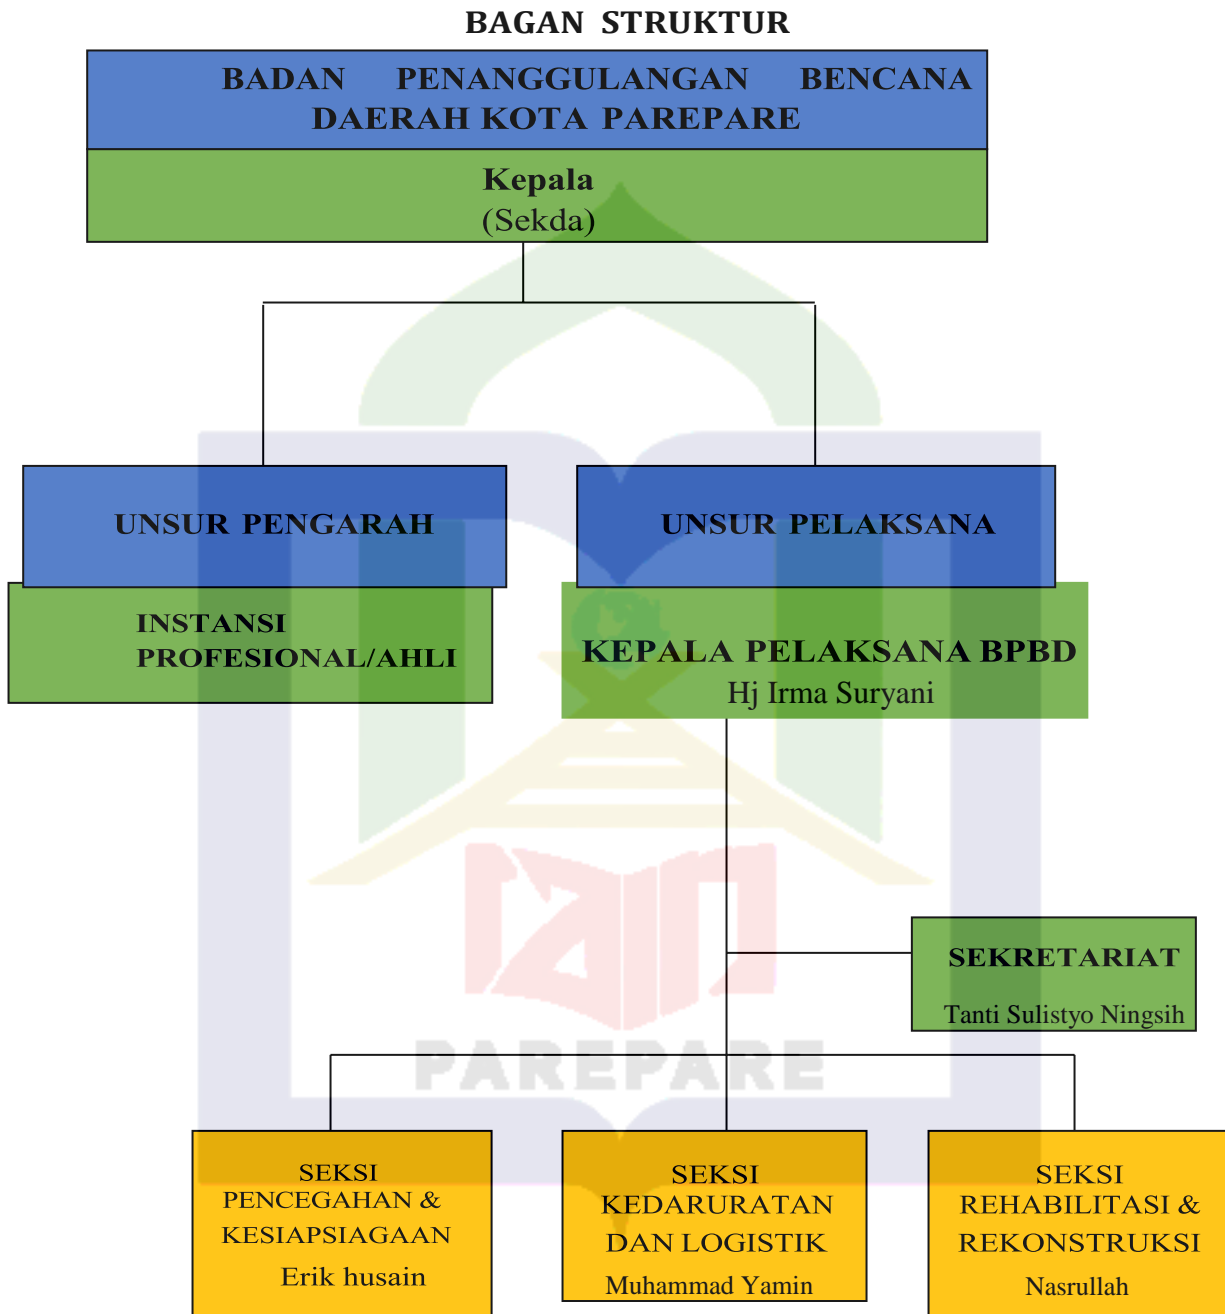 BAGAN STRUKTUR
BADAN PENANGGULANGAN BENCANA
DAERAH KOTA PAREPARE
Kepala
(Sekda)
UNSUR PENGARAH
UNSUR PELAKSANA
INSTANSI
PROFESIONAL/AHLI
KEPALA PELAKSANA BPBD
Hj Irma Suryani
SEKRETARIAT
Tanti Sulistyo Ningsih
PAREPARE
SEKSI
PENCEGAHAN &
KESIAPSIAGAAN
Erik husain
SEKSI
KEDARURATAN
DAN LOGISTIK
Muhammad Yamin
SEKSI
REHABILITASI &
REKONSTRUKSI
Nasrullah